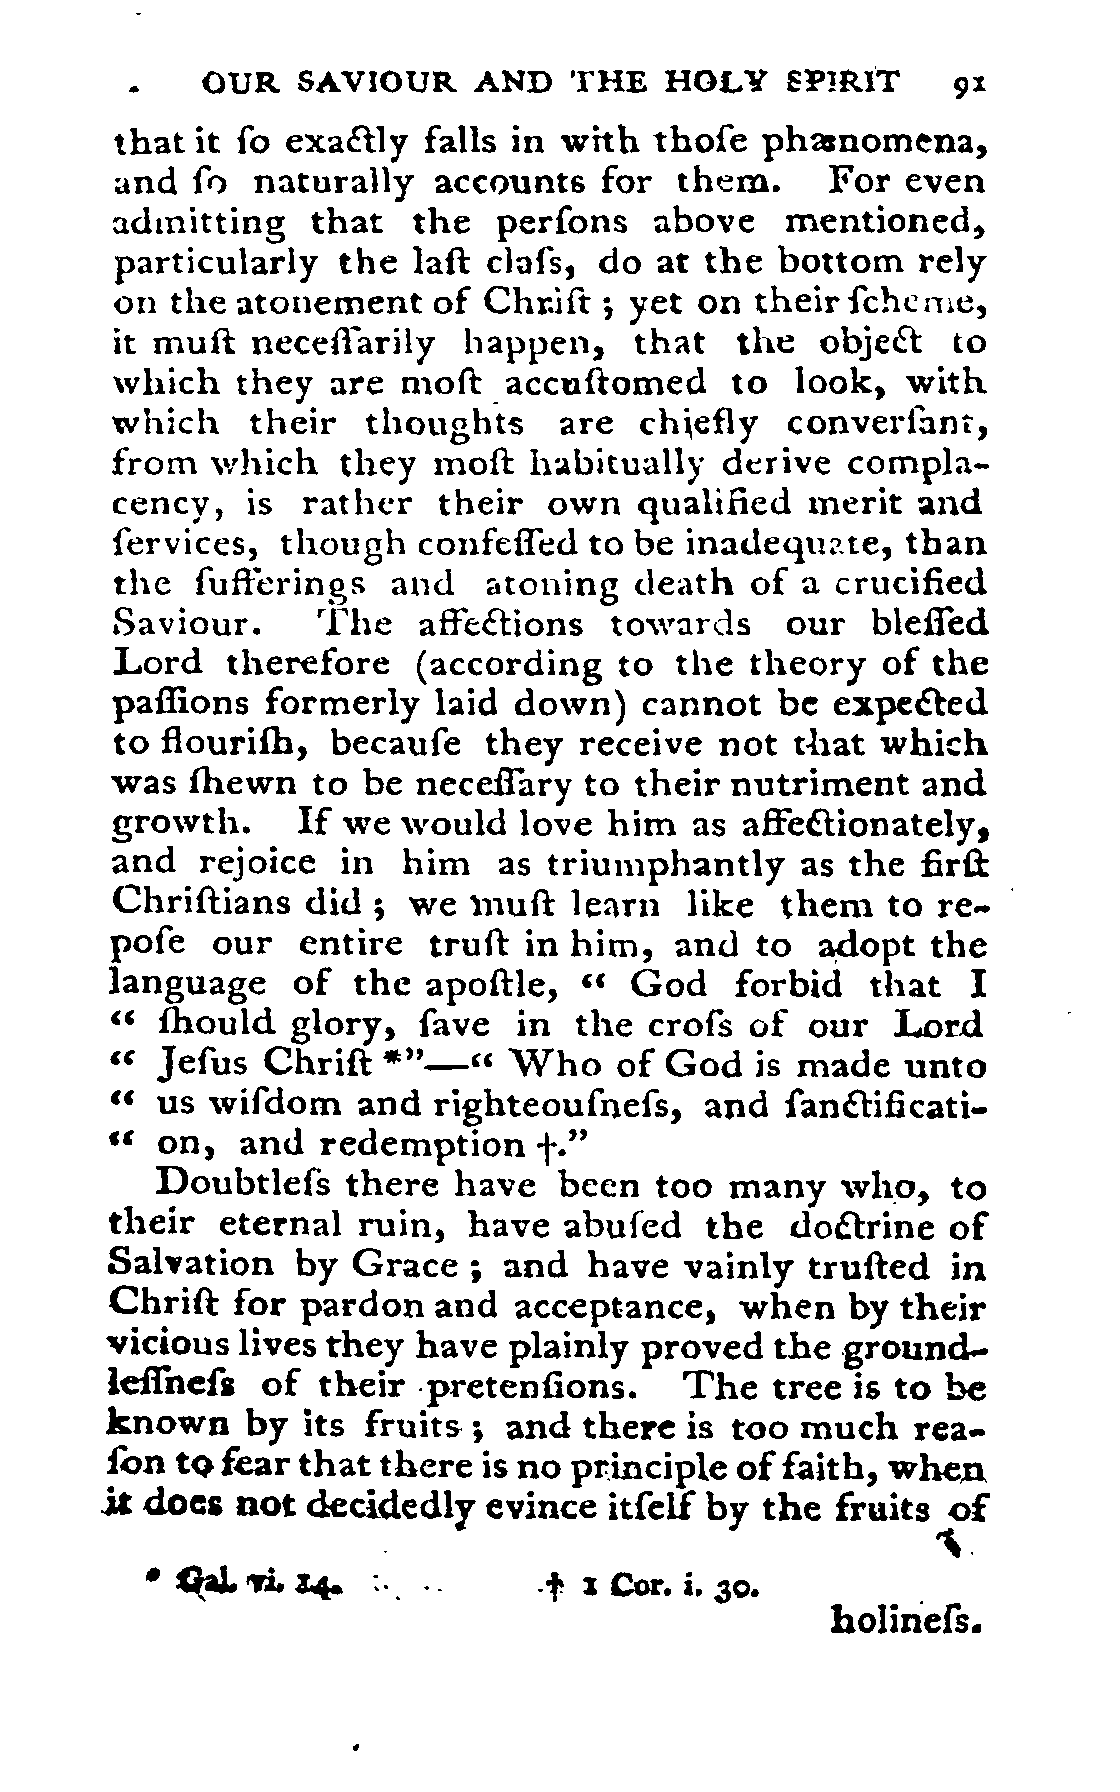 OUR SAVIOUR AND THE HOLY SPIRIT 91
that it ſo exactly falls in with thoſe phænomena,
and ſo naturally accounts for them. For even
admitting that the perſons above mentioned,
particularly the laſt claſs, do at the bottom rely
on the atonement of Chriſt ; yet on their ſcheme,
it muſt neceſſarily happen, that the object to
which they are moſt accuſtomed to look, with
which their thoughts are chiefly converſant,
from which they moſt habitually derive compla-
cency, is rather their own qualified merit and
ſervices, though confeſſed to be inadequate, than
the ſufferings and atoning death of a crucified
Saviour. The affections towards our bleſſed
Lord therefore (according to the theory of the
paſſions formerly laid down) cannot be expected
to flouriſh, becauſe they receive not that which
was ſhewn to be neceſſary to their nutriment and
growth. If we would love him as affectionately,
and rejoice in him as triumphantly as the firſt
Chriſtians did ; we muſt learn like them to re-
poſe our entire truſt in him, and to adopt the
language of the apoſtle, “ God forbid that I
“ ſhould glory, ſave in the croſs of our Lord
“ Jeſus Chriſt *”—“ Who of God is made unto
“ us wiſdom and righteouſneſs, and ſanctificati-
“ on, and redemption †.”
Doubtleſs there have been too many who, to
their eternal ruin, have abuſed the doctrine of
Salvation by Grace ; and have vainly truſted in
Chriſt for pardon and acceptance, when by their
vicious lives they have plainly proved the ground-
leſſneſs of their pretenſions. The tree is to be
known by its fruits ; and there is too much rea-
ſon to fear that there is no principle of faith, when
it does not decidedly evince itſelf by the fruits of
* Gal. vi. 14. † 1 Cor. i. 30.
holineſs.